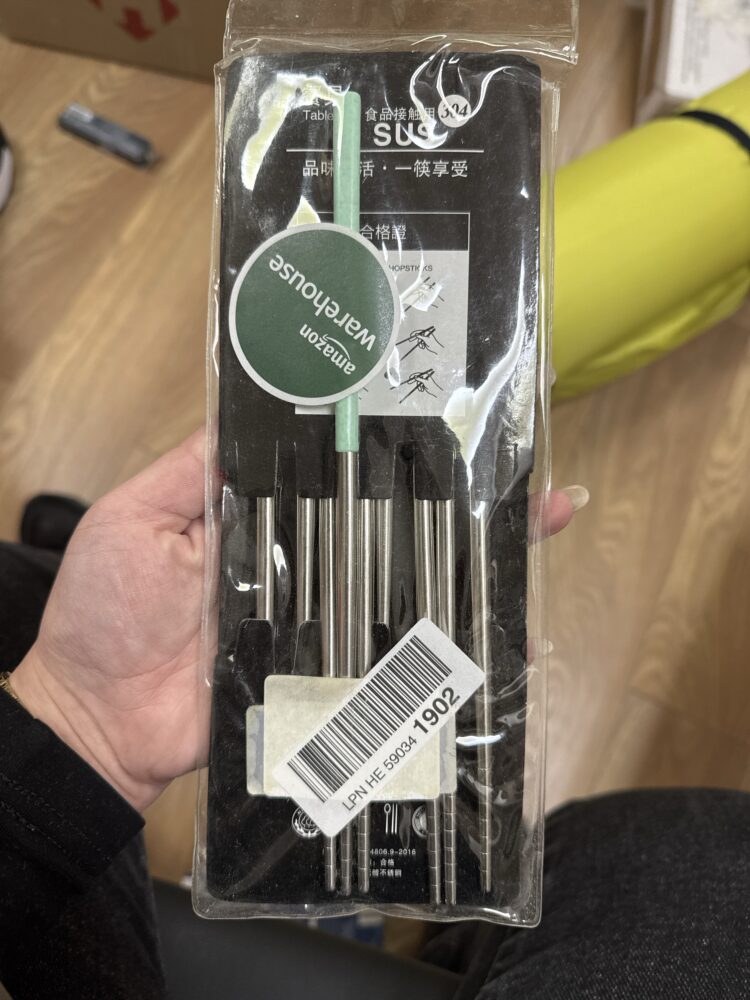 Table
食品接触用
304
SUS
品味 活·一筷享受
合格證
HOPSTICKS
amazon
warehouse
LPN HE 59034 1902
4806.9-2016
合格